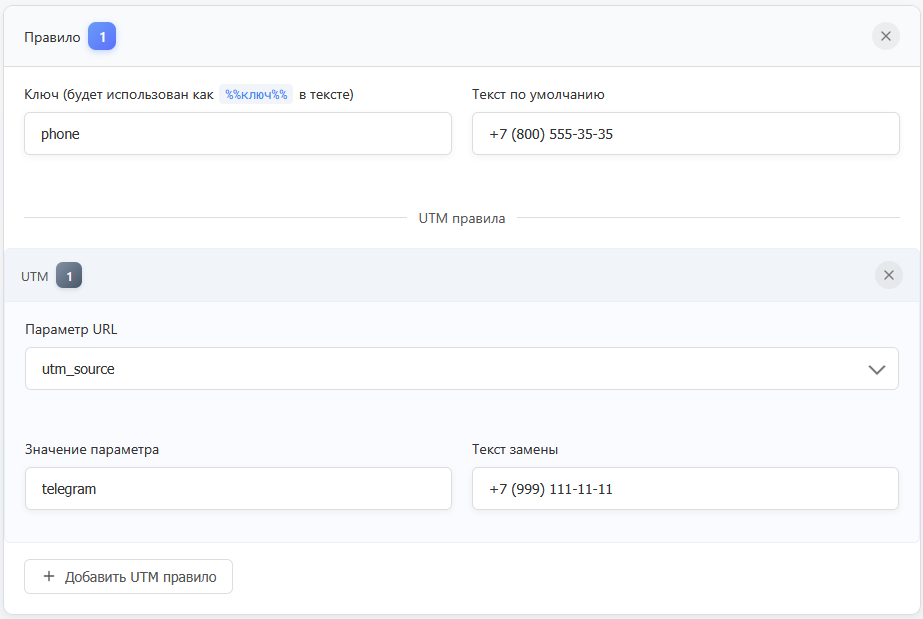 Правило 1
Ключ (будет использован как %%ключ%% в тексте)
Текст по умолчанию
phone
+7 (800) 555-35-35
UTM правила
UTM 1
Параметр URL
utm_source
Значение параметра
Текст замены
telegram
+7 (999) 111-11-11
+ Добавить UTM правило